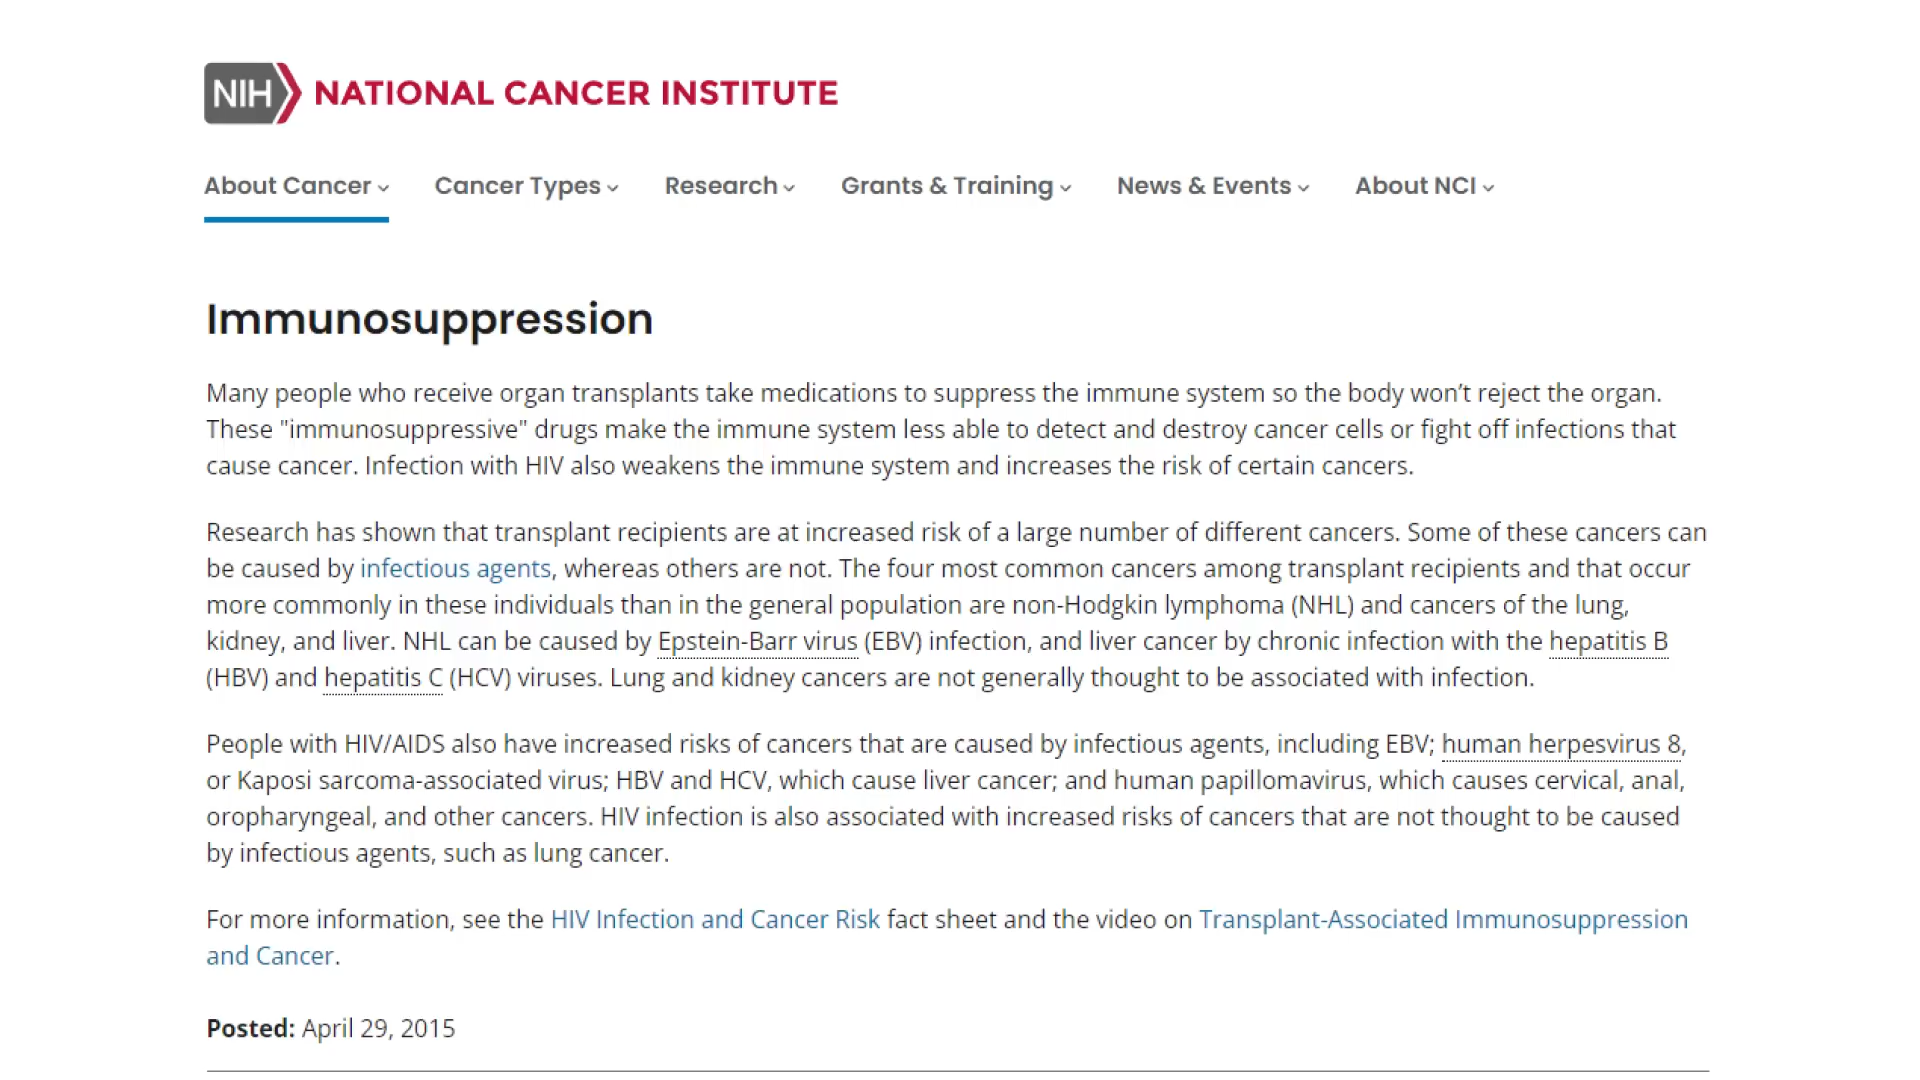 NIH NATIONAL CANCER INSTITUTE
About Cancer Cancer Types Research Grants & Training News & Events About NCI
Immunosuppression
Many people who receive organ transplants take medications to suppress the immune system so the body won’t reject the organ.
These "immunosuppressive" drugs make the immune system less able to detect and destroy cancer cells or fight off infections that
cause cancer. Infection with HIV also weakens the immune system and increases the risk of certain cancers.
Research has shown that transplant recipients are at increased risk of a large number of different cancers. Some of these cancers can
be caused by infectious agents, whereas others are not. The four most common cancers among transplant recipients and that occur
more commonly in these individuals than in the general population are non-Hodgkin lymphoma (NHL) and cancers of the lung,
kidney, and liver. NHL can be caused by Epstein-Barr virus (EBV) infection, and liver cancer by chronic infection with the hepatitis B
(HBV) and hepatitis C (HCV) viruses. Lung and kidney cancers are not generally thought to be associated with infection.
People with HIV/AIDS also have increased risks of cancers that are caused by infectious agents, including EBV; human herpesvirus 8,
or Kaposi sarcoma-associated virus; HBV and HCV, which cause liver cancer; and human papillomavirus, which causes cervical, anal,
oropharyngeal, and other cancers. HIV infection is also associated with increased risks of cancers that are not thought to be caused
by infectious agents, such as lung cancer.
For more information, see the HIV Infection and Cancer Risk fact sheet and the video on Transplant-Associated Immunosuppression
and Cancer.
Posted: April 29, 2015